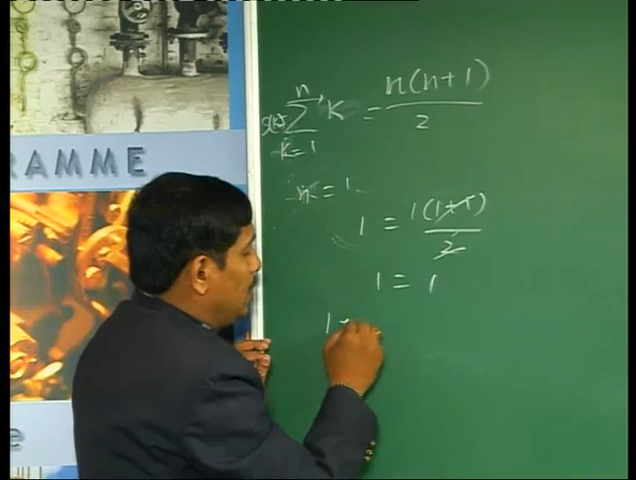 RAMME
n
S(k) ∑ K = n(n+1)
2
k=1
k = 1
1 = 1(1+1)
2
1 = 1
1 =
e